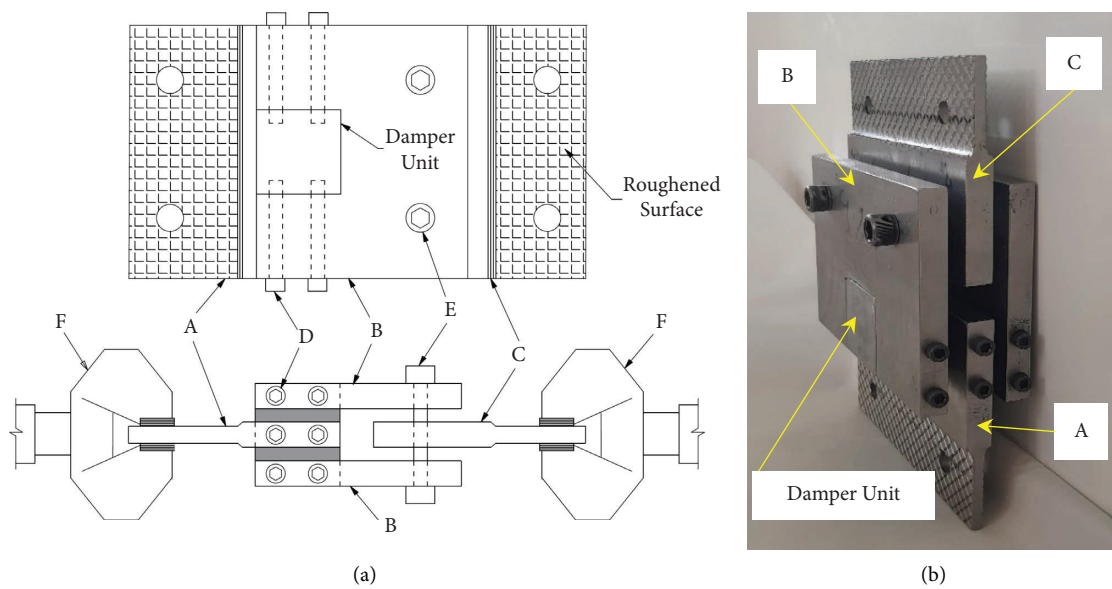 Damper
Unit
Roughened
Surface
A
D
B
E
C
F
F
B
(a)
B
C
A
Damper Unit
(b)